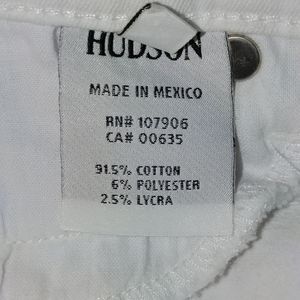 HUDSON
MADE IN MEXICO
RN# 107906
CA# 00635
91.5% COTTON
6% POLYESTER
2.5% LYCRA